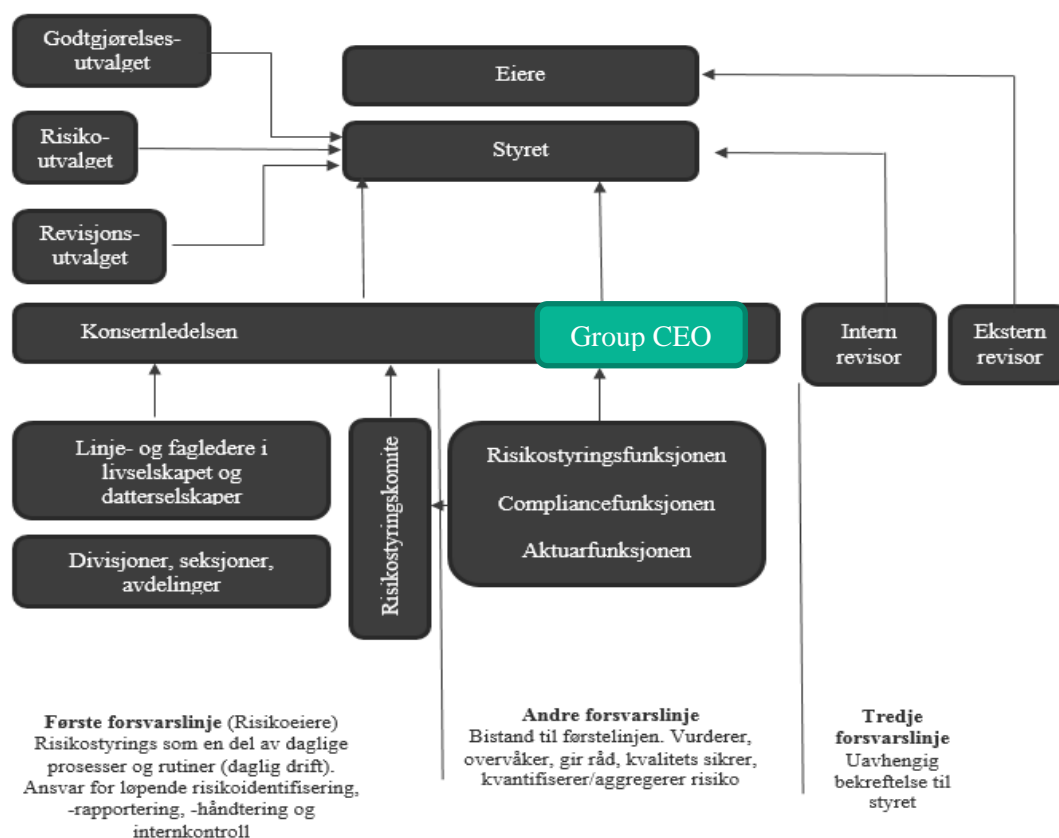 Godtgjørelses-
utvalget
Eiere
Risiko-
utvalget
Styret
Revisjons-
utvalget
Konsernledelsen
Group CEO
Intern
revisor
Ekstern
revisor
Linje- og fagledere i
livselskapet og
datterselskaper
Divisjoner, seksjoner,
avdelinger
Risikostyringskomite
Risikostyringsfunksjonen
Compliancefunksjonen
Aktuarfunksjonen
Første forsvarslinje (Risikoeiere)
Risikostyrings som en del av daglige
prosesser og rutiner (daglig drift).
Ansvar for løpende risikoidentifisering,
-rapportering, -håndtering og
internkontroll
Andre forsvarslinje
Bistand til førstelinjen. Vurderer,
overvåker, gir råd, kvalitets sikrer,
kvantifiserer/aggregerer risiko
Tredje
forsvarslinje
Uavhengig
bekreftelse til
styret